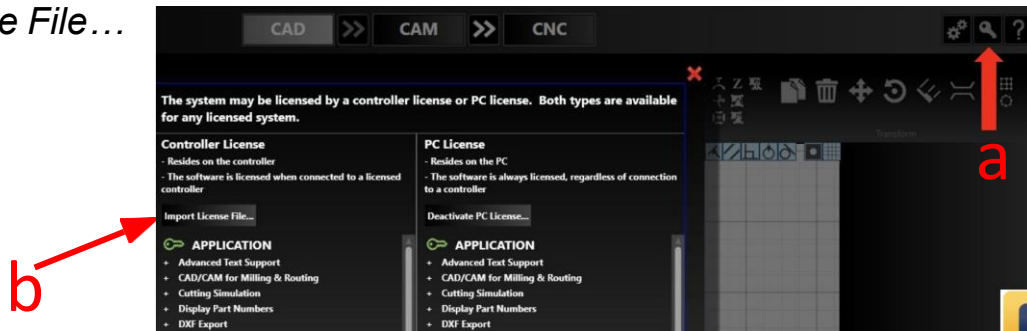 e File…
CAD >> CAM >> CNC
?
The system may be licensed by a controller license or PC license. Both types are available
for any licensed system.
Controller License
- Resides on the controller
- The software is licensed when connected to a licensed
controller
Import License File...
APPLICATION
+ Advanced Text Support
+ CAD/CAM for Milling & Routing
+ Cutting Simulation
+ Display Part Numbers
+ DXF Export
PC License
- Resides on the PC
- The software is always licensed, regardless of connection
to a controller
Deactivate PC License...
APPLICATION
+ Advanced Text Support
+ CAD/CAM for Milling & Routing
+ Cutting Simulation
+ Display Part Numbers
+ DXF Export
Transform
a
b